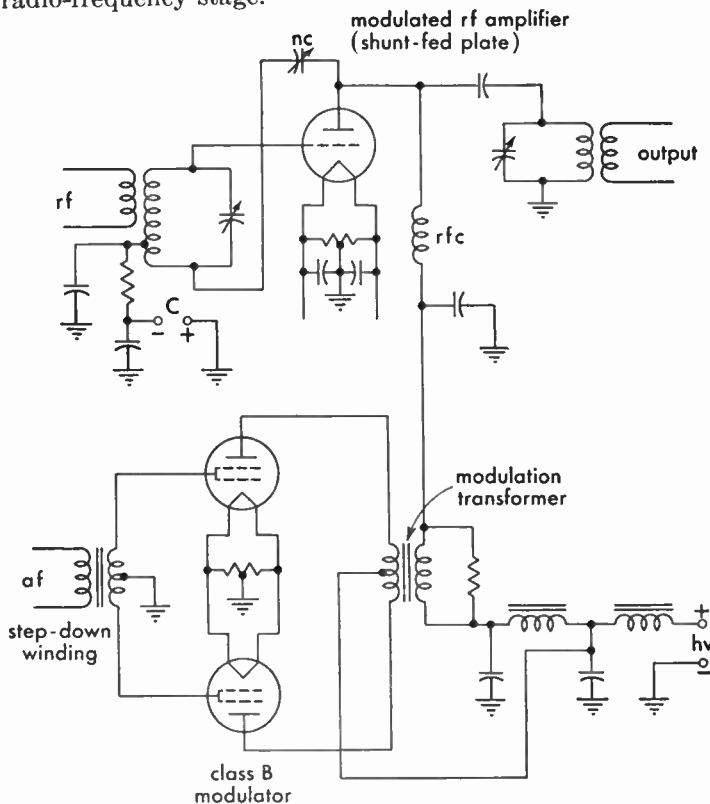 radio-frequency stage.
modulated rf amplifier
(shunt-fed plate)
nc
rf
output
rfc
C
- +
modulation
transformer
af
step-down
winding
+
hv
-
class B
modulator